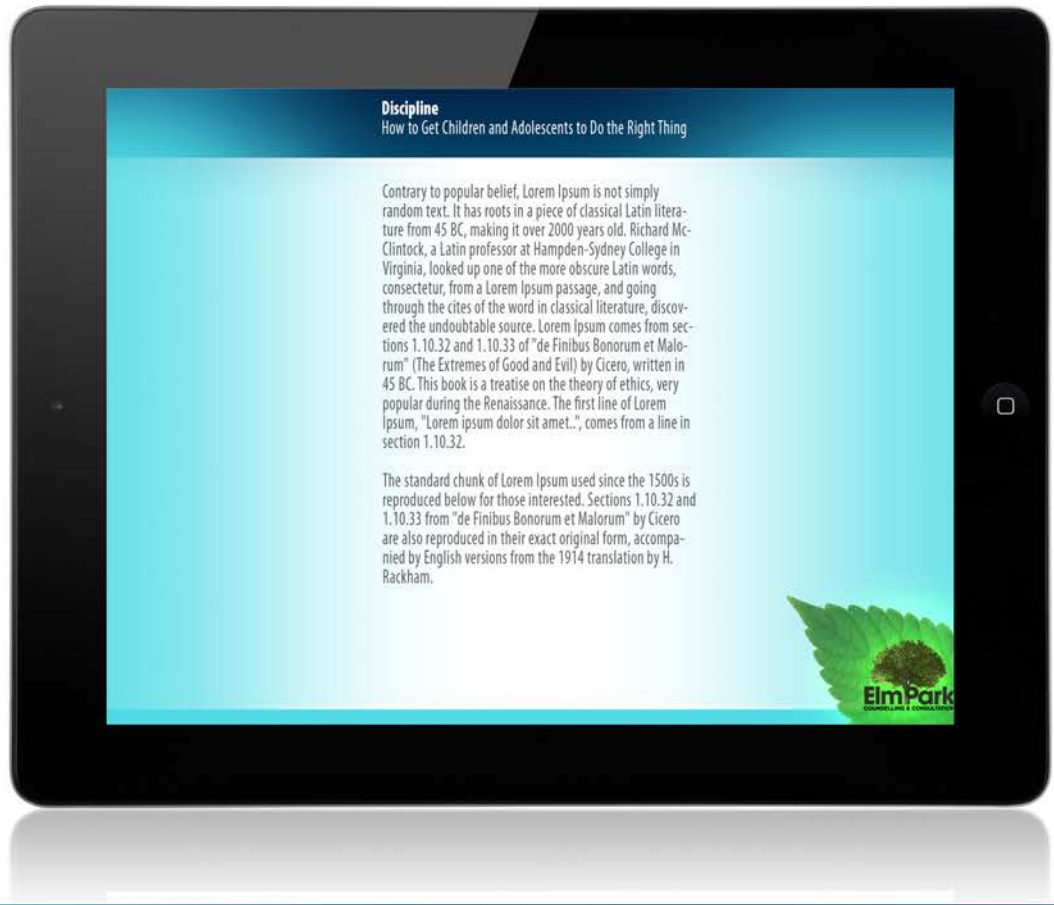 Discipline
How to Get Children and Adolescents to Do the Right Thing
Contrary to popular belief, Lorem Ipsum is not simply
random text. It has roots in a piece of classical Latin litera-
ture from 45 BC, making it over 2000 years old. Richard Mc-
Clintock, a Latin professor at Hampden-Sydney College in
Virginia, looked up one of the more obscure Latin words,
consectetur, from a Lorem Ipsum passage, and going
through the cites of the word in classical literature, discov-
ered the undoubtable source. Lorem Ipsum comes from sec-
tions 1.10.32 and 1.10.33 of "de Finibus Bonorum et Malo-
rum" (The Extremes of Good and Evil) by Cicero, written in
45 BC. This book is a treatise on the theory of ethics, very
popular during the Renaissance. The first line of Lorem
Ipsum, "Lorem ipsum dolor sit amet..", comes from a line in
section 1.10.32.
The standard chunk of Lorem Ipsum used since the 1500s is
reproduced below for those interested. Sections 1.10.32 and
1.10.33 from "de Finibus Bonorum et Malorum" by Cicero
are also reproduced in their exact original form, accompa-
nied by English versions from the 1914 translation by H.
Rackham.
ElmPark
COUNSELLING & CONSULTATION